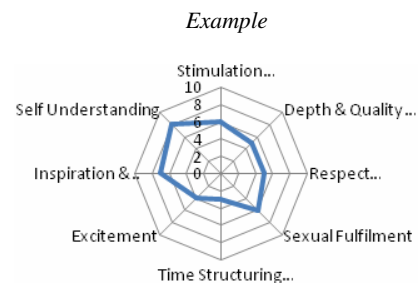 Example
Stimulation...
10
8
6
4
2
0
Self Understanding
Depth & Quality...
Inspiration &..
Respect...
Excitement
Sexual Fulfilment
Time Structuring...